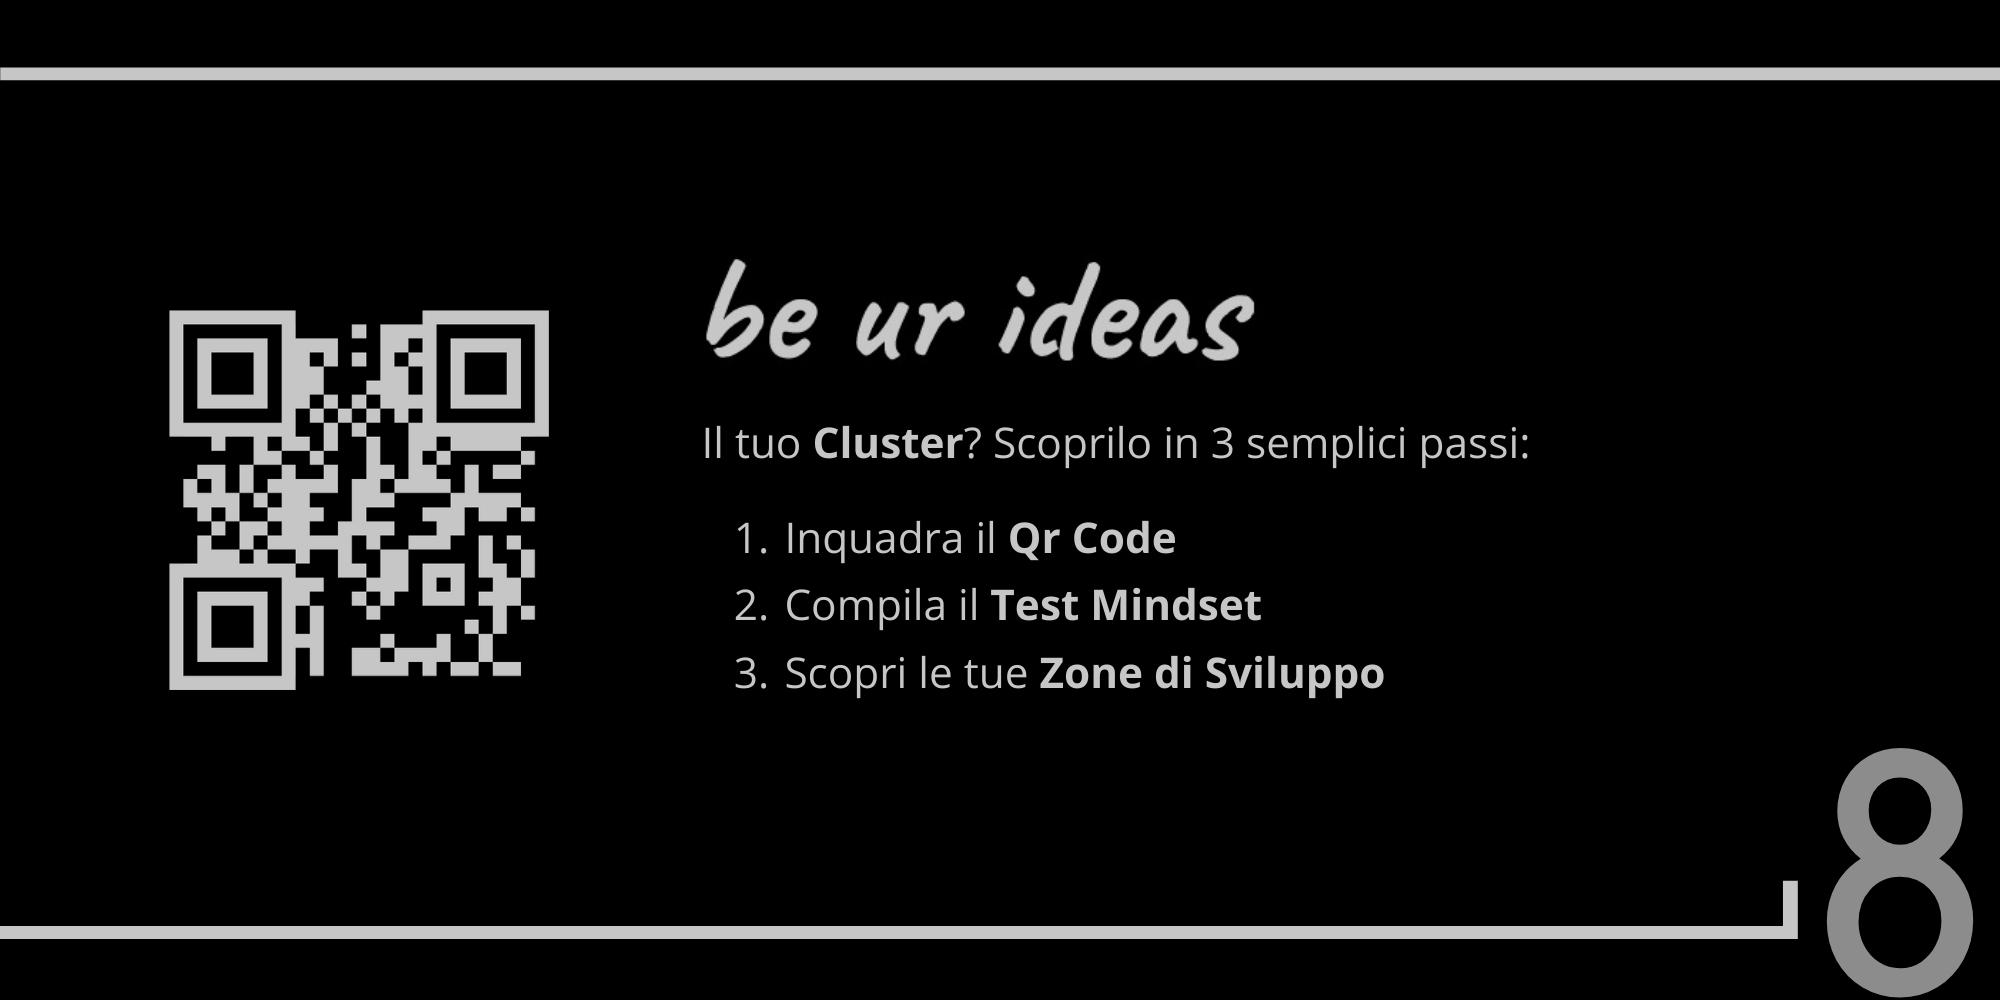 be ur ideas
Il tuo Cluster? Scoprilo in 3 semplici passi:
1. Inquadra il Qr Code
2. Compila il Test Mindset
3. Scopri le tue Zone di Sviluppo
8